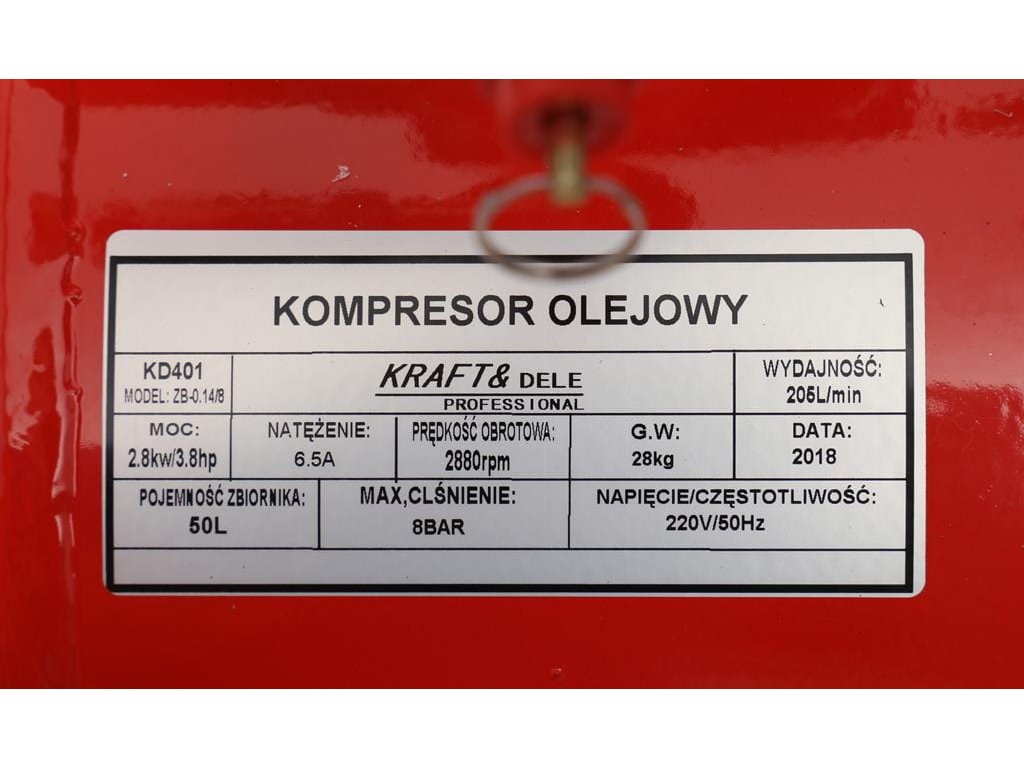 KOMPRESOR OLEJOWY
KD401
MODEL: ZB-0.14/8
KRAFT& DELE
PROFESSIONAL
WYDAJNOŚĆ:
205L/min
MOC:
2.8kw/3.8hp
NATĘŻENIE:
6.5A
PRĘDKOŚĆ OBROTOWA:
2880rpm
G.W:
28kg
DATA:
2018
POJEMNOŚĆ ZBIORNIKA:
50L
MAX,CLŚNIENIE:
8BAR
NAPIĘCIE/CZĘSTOTLIWOŚĆ:
220V/50Hz